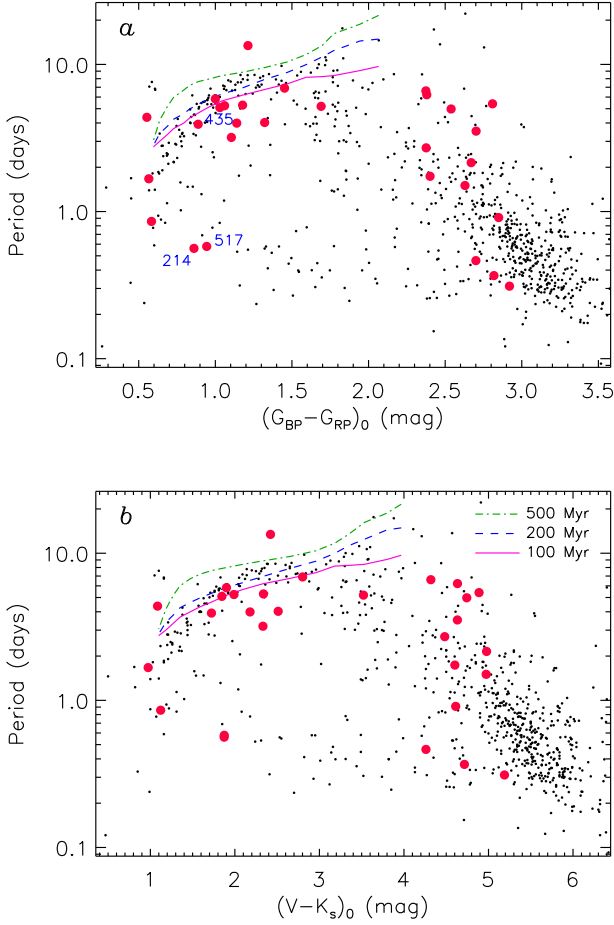 a
10.0
1.0
0.1
Period (days)
435
517
214
0.5 1.0 1.5 2.0 2.5 3.0 3.5
(G_BP−G_RP)_0 (mag)
b
500 Myr
200 Myr
100 Myr
10.0
1.0
0.1
Period (days)
1 2 3 4 5 6
(V−K_s)_0 (mag)